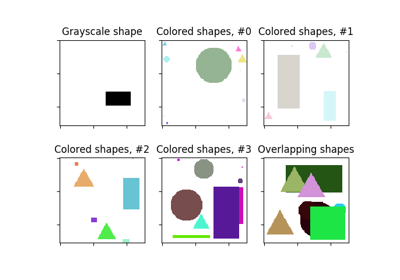 Grayscale shape
Colored shapes, #0
Colored shapes, #1
Colored shapes, #2
Colored shapes, #3
Overlapping shapes